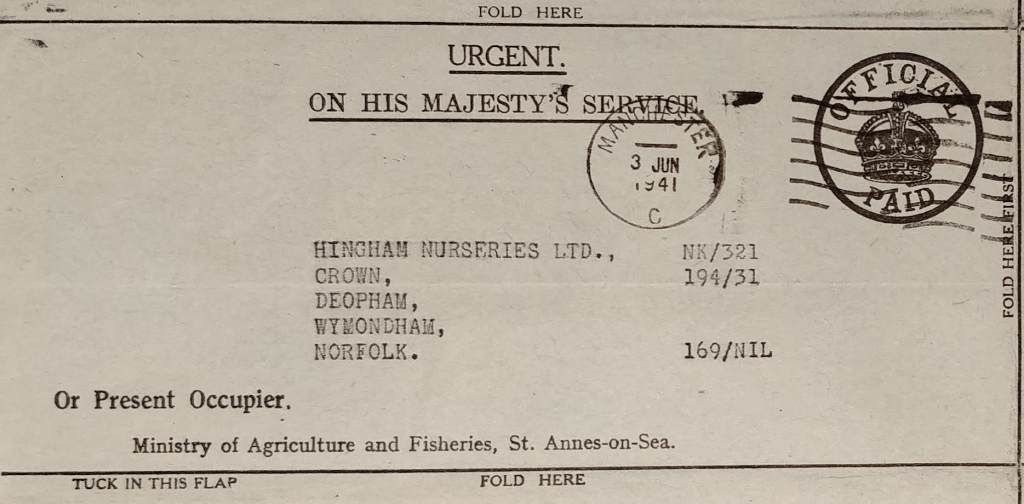 FOLD HERE
URGENT.
ON HIS MAJESTY'S SERVICE.
OFFICIAL
PAID
MANCHESTER
3 JUN
1941
C
FOLD HERE FIRST
HINGHAM NURSERIES LTD., NK/321
CROWN, 194/31
DEOPHAM,
WYMONDHAM,
NORFOLK. 169/NIL
Or Present Occupier.
Ministry of Agriculture and Fisheries, St. Annes-on-Sea.
TUCK IN THIS FLAP FOLD HERE